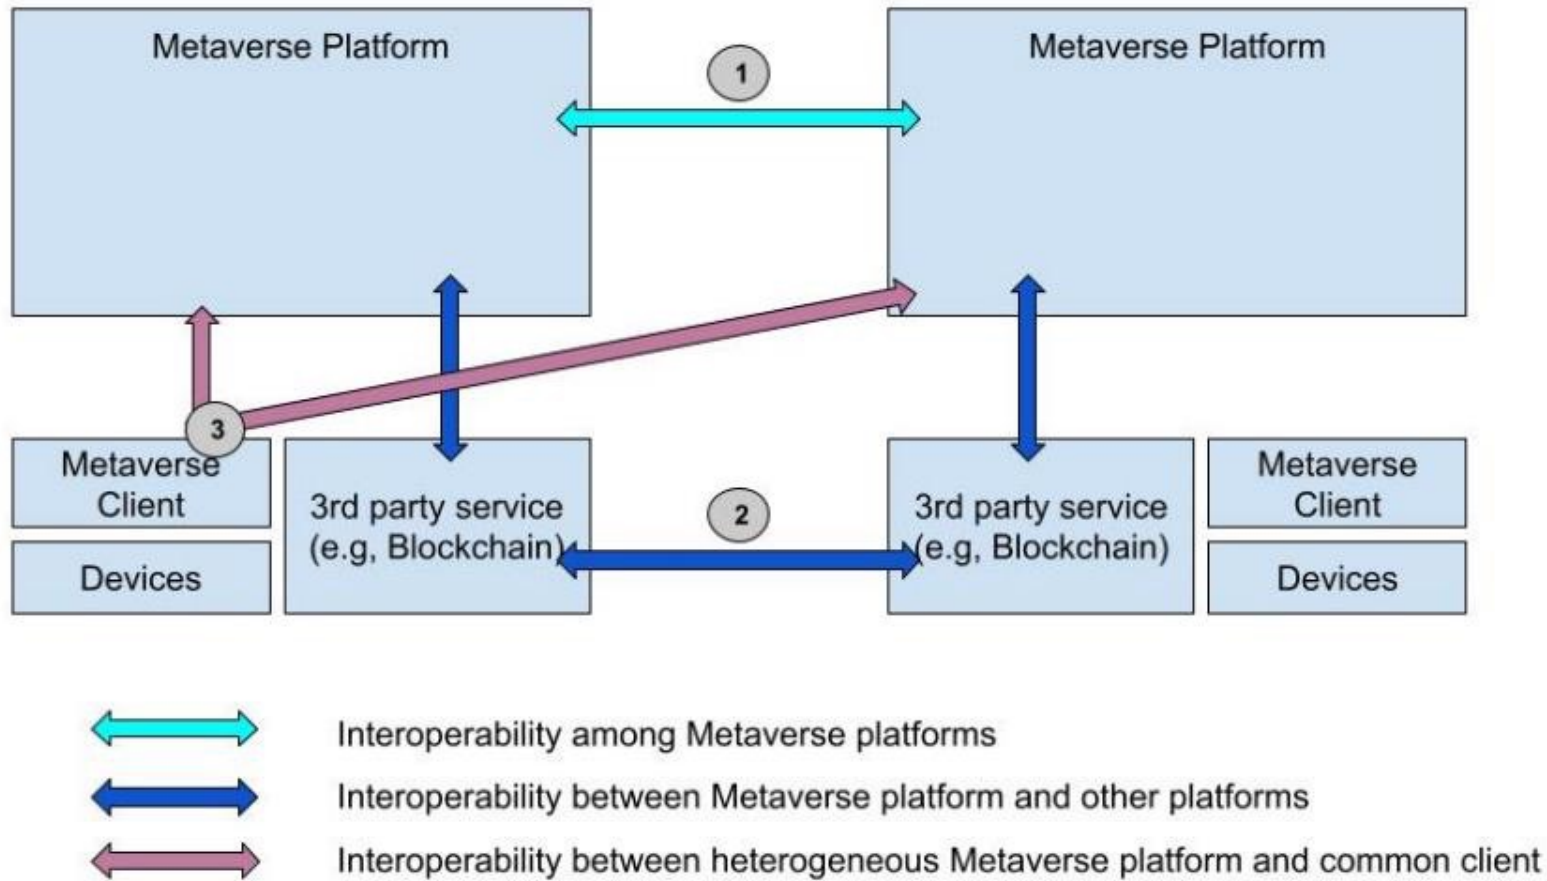 Metaverse Platform
Metaverse Platform
1
3
Metaverse
Client
3rd party service
(e.g, Blockchain)
Devices
2
3rd party service
(e.g, Blockchain)
Metaverse
Client
Devices
Interoperability among Metaverse platforms
Interoperability between Metaverse platform and other platforms
Interoperability between heterogeneous Metaverse platform and common client